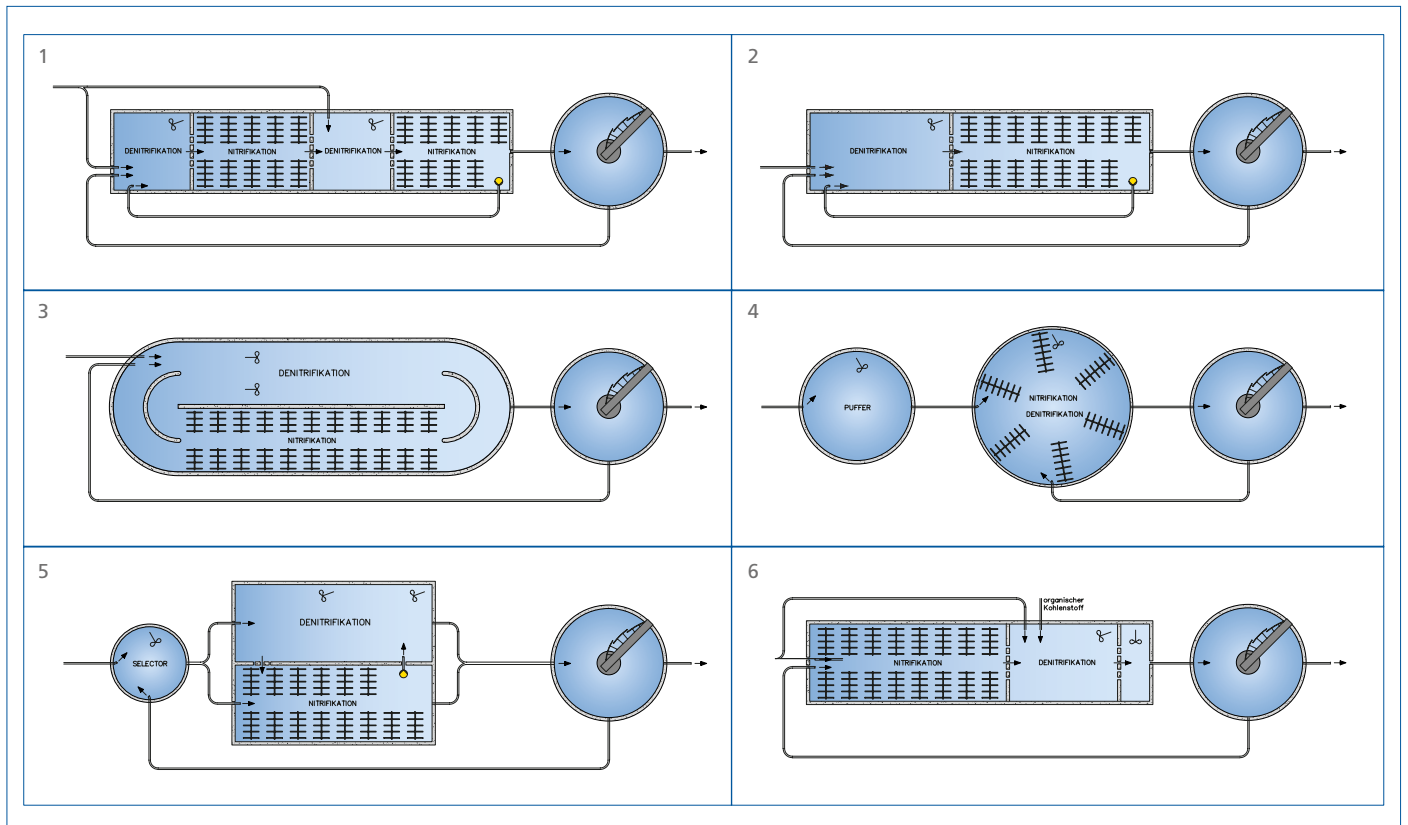 1
DENITRIFIKATION
NITRIFIKATION
DENITRIFIKATION
NITRIFIKATION
2
DENITRIFIKATION
NITRIFIKATION
3
DENITRIFIKATION
NITRIFIKATION
4
PUFFER
NITRIFIKATION
DENITRIFIKATION
5
SELECTOR
DENITRIFIKATION
NITRIFIKATION
6
organischer
Kohlenstoff
NITRIFIKATION
DENITRIFIKATION